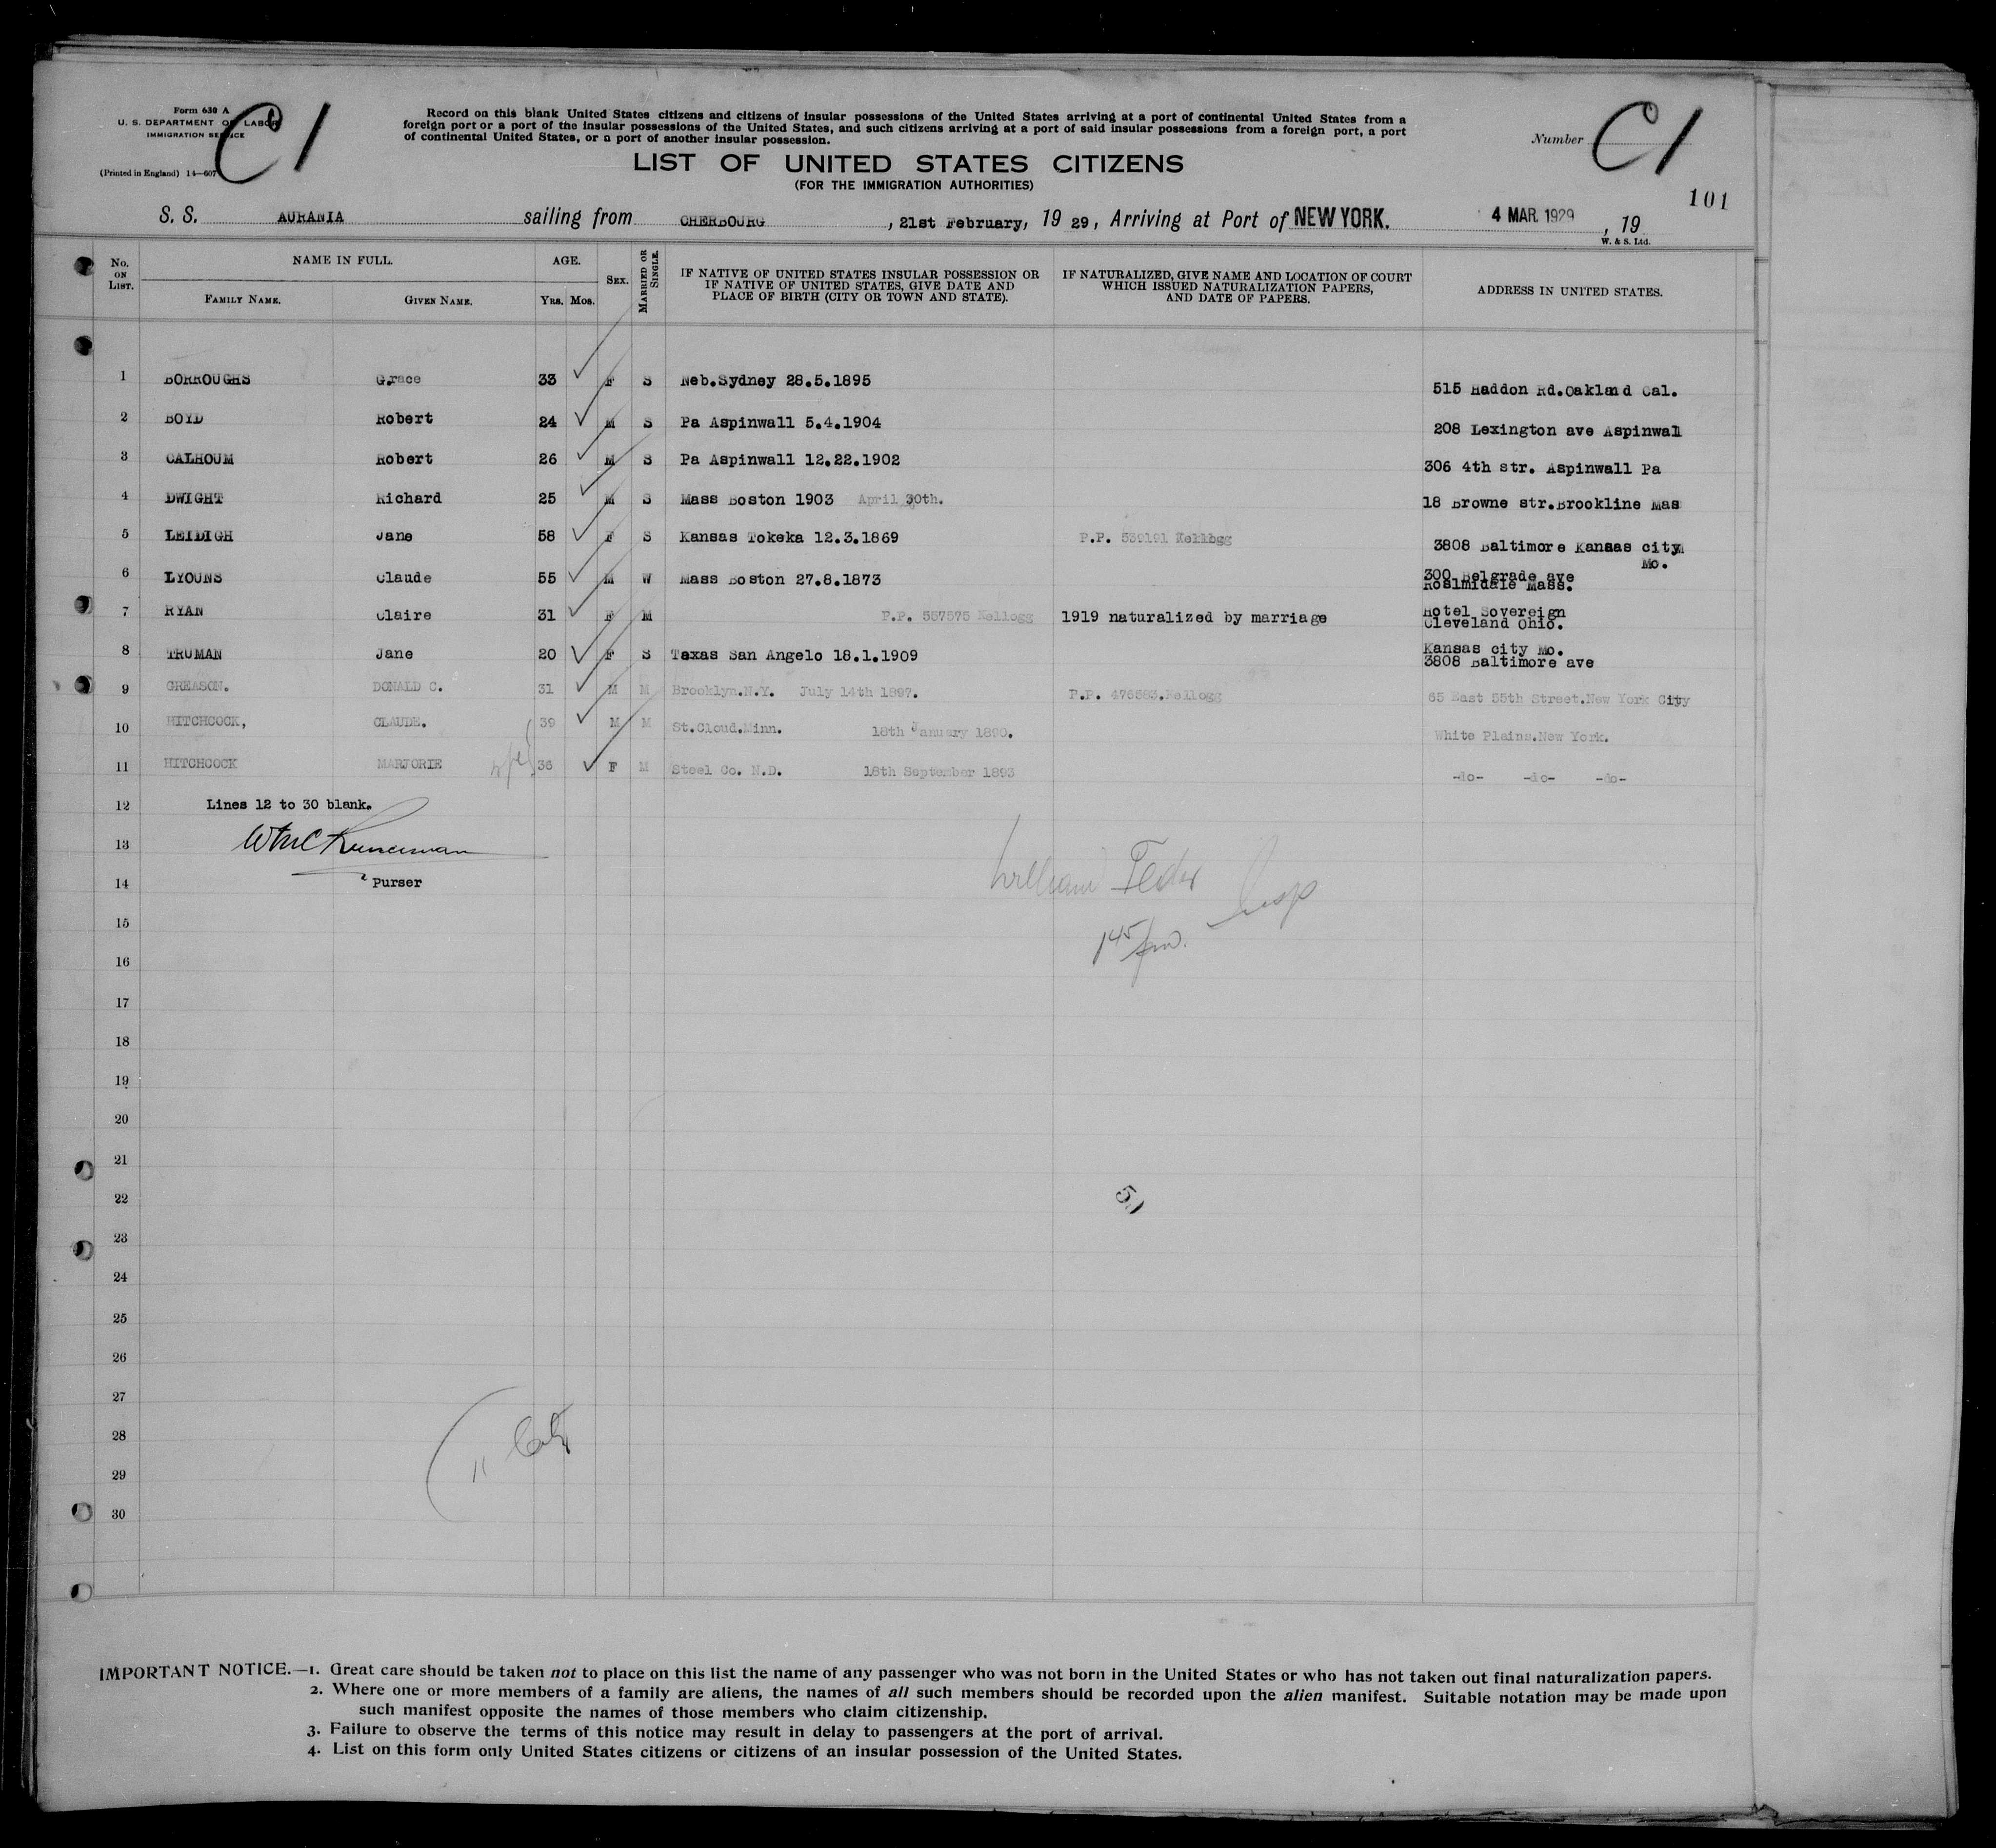 Form 630 A
U. S. DEPARTMENT OF LABOR
IMMIGRATION SERVICE
(Printed in England) 14—607
C1
Record on this blank United States citizens and citizens of insular possessions of the United States arriving at a port of continental United States from a
foreign port or a port of the insular possessions of the United States, and such citizens arriving at a port of said insular possessions from a foreign port, a port
of continental United States, or a port of another insular possession.
LIST OF UNITED STATES CITIZENS
(FOR THE IMMIGRATION AUTHORITIES)
Number C1
101
S. S. AURANIA sailing from CHERBOURG, 21st February, 19 29, Arriving at Port of NEW YORK. 4 MAR. 1929, 19
W. & S. Ltd.
No. ON LIST. NAME IN FULL. AGE. SEX. MARRIED OR SINGLE. IF NATIVE OF UNITED STATES INSULAR POSSESSION OR IF NATIVE OF UNITED STATES, GIVE DATE AND PLACE OF BIRTH (CITY OR TOWN AND STATE). IF NATURALIZED, GIVE NAME AND LOCATION OF COURT WHICH ISSUED NATURALIZATION PAPERS, AND DATE OF PAPERS. ADDRESS IN UNITED STATES.
FAMILY NAME. GIVEN NAME. YRS. MOS.
1 BORROUGHS Grace 33 F S Neb.Sydney 28.5.1895 515 Haddon Rd.Oakland Cal.
2 BOYD Robert 24 M S Pa Aspinwall 5.4.1904 208 Lexington ave Aspinwal
3 CALHOUM Robert 26 M S Pa Aspinwall 12.22.1902 306 4th str. Aspinwall Pa
4 DWIGHT Richard 25 M S Mass Boston 1903 April 30th. 18 Browne str.Brookline Mas
5 LEIDIGH Jane 58 F S Kansas Tokeka 12.3.1869 P.P. 539191 Kellogg 3808 Baltimore Kansas city
Mo.
6 LYOUNS Claude 55 M W Mass Boston 27.8.1873 300 Belgrade ave
Roslmidale Mass.
7 RYAN Claire 31 F M P.P. 557575 Kellogg 1919 naturalized by marriage Hotel Sovereign
Cleveland Ohio.
8 TRUMAN Jane 20 F S Texas San Angelo 18.1.1909 Kansas city Mo.
3808 Baltimore ave
9 GREASON. DONALD C. 31 M M Brooklyn.N.Y. July 14th 1897. P.P. 476583.Kellogg 65 East 55th Street.New York City
10 HITCHCOCK, CLAUDE. 39 M M St.Cloud.Minn. 18th January 1890. White Plains.New York.
11 HITCHCOCK MARJORIE wife 36 F M Steel Co. N.D. 18th September 1893 -do- -do- -do-
12 Lines 12 to 30 blank.
13
14 Purser
William Insp
145 pm.
15
16
17
18
19
20
21
22
23
24
25
26
27
28
29
30
IMPORTANT NOTICE.—1. Great care should be taken not to place on this list the name of any passenger who was not born in the United States or who has not taken out final naturalization papers.
2. Where one or more members of a family are aliens, the names of all such members should be recorded upon the alien manifest. Suitable notation may be made upon
such manifest opposite the names of those members who claim citizenship.
3. Failure to observe the terms of this notice may result in delay to passengers at the port of arrival.
4. List on this form only United States citizens or citizens of an insular possession of the United States.